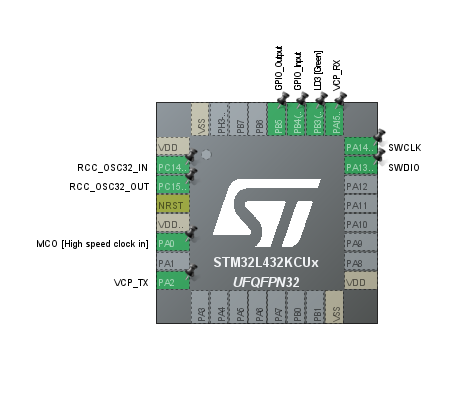 GPIO_Output
GPIO_Input
LD3 [Green]
VCP_RX
VSS
PH3-...
PB7
PB6
PB5
PB4 (...
PB3 (...
PA15...
VDD
PA14...
SWCLK
RCC_OSC32_IN
PC14...
PA13...
SWDIO
RCC_OSC32_OUT
PC15...
PA12
NRST
PA11
VDD...
PA10
MCO [High speed clock in]
PA0
PA9
PA1
PA8
VCP_TX
PA2
VDD
STM32L432KCUx
UFQFPN32
PA3
PA4
PA5
PA6
PA7
PB0
PB1
VSS